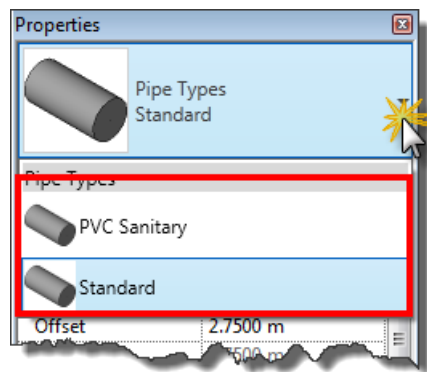 Properties
Pipe Types
Standard
Pipe Types
PVC Sanitary
Standard
Offset 2.7500 m